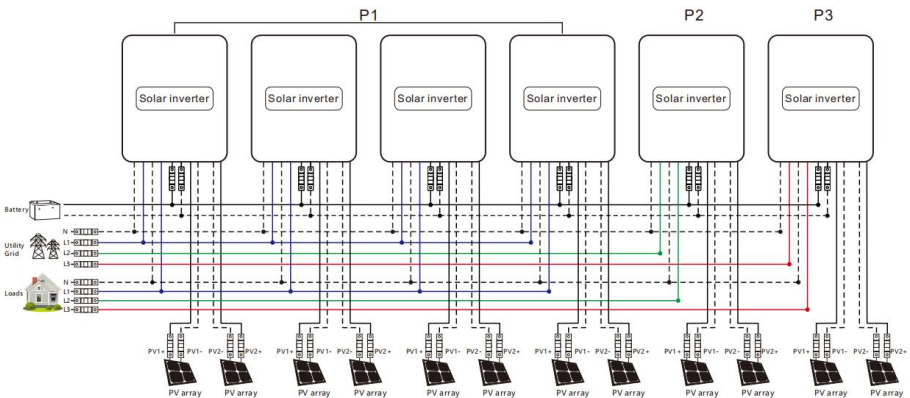 P1 P2 P3
Solar inverter Solar inverter Solar inverter Solar inverter Solar inverter Solar inverter
Battery
N
Utility Grid
L1
L2
L3
Loads
N
L1
L2
L3
PV1+ PV1- PV2- PV2+ PV1+ PV1- PV2- PV2+ PV1+ PV1- PV2- PV2+ PV1+ PV1- PV2- PV2+ PV1+ PV1- PV2- PV2+ PV1+ PV1- PV2- PV2+
PV array PV array PV array PV array PV array PV array PV array PV array PV array PV array PV array PV array